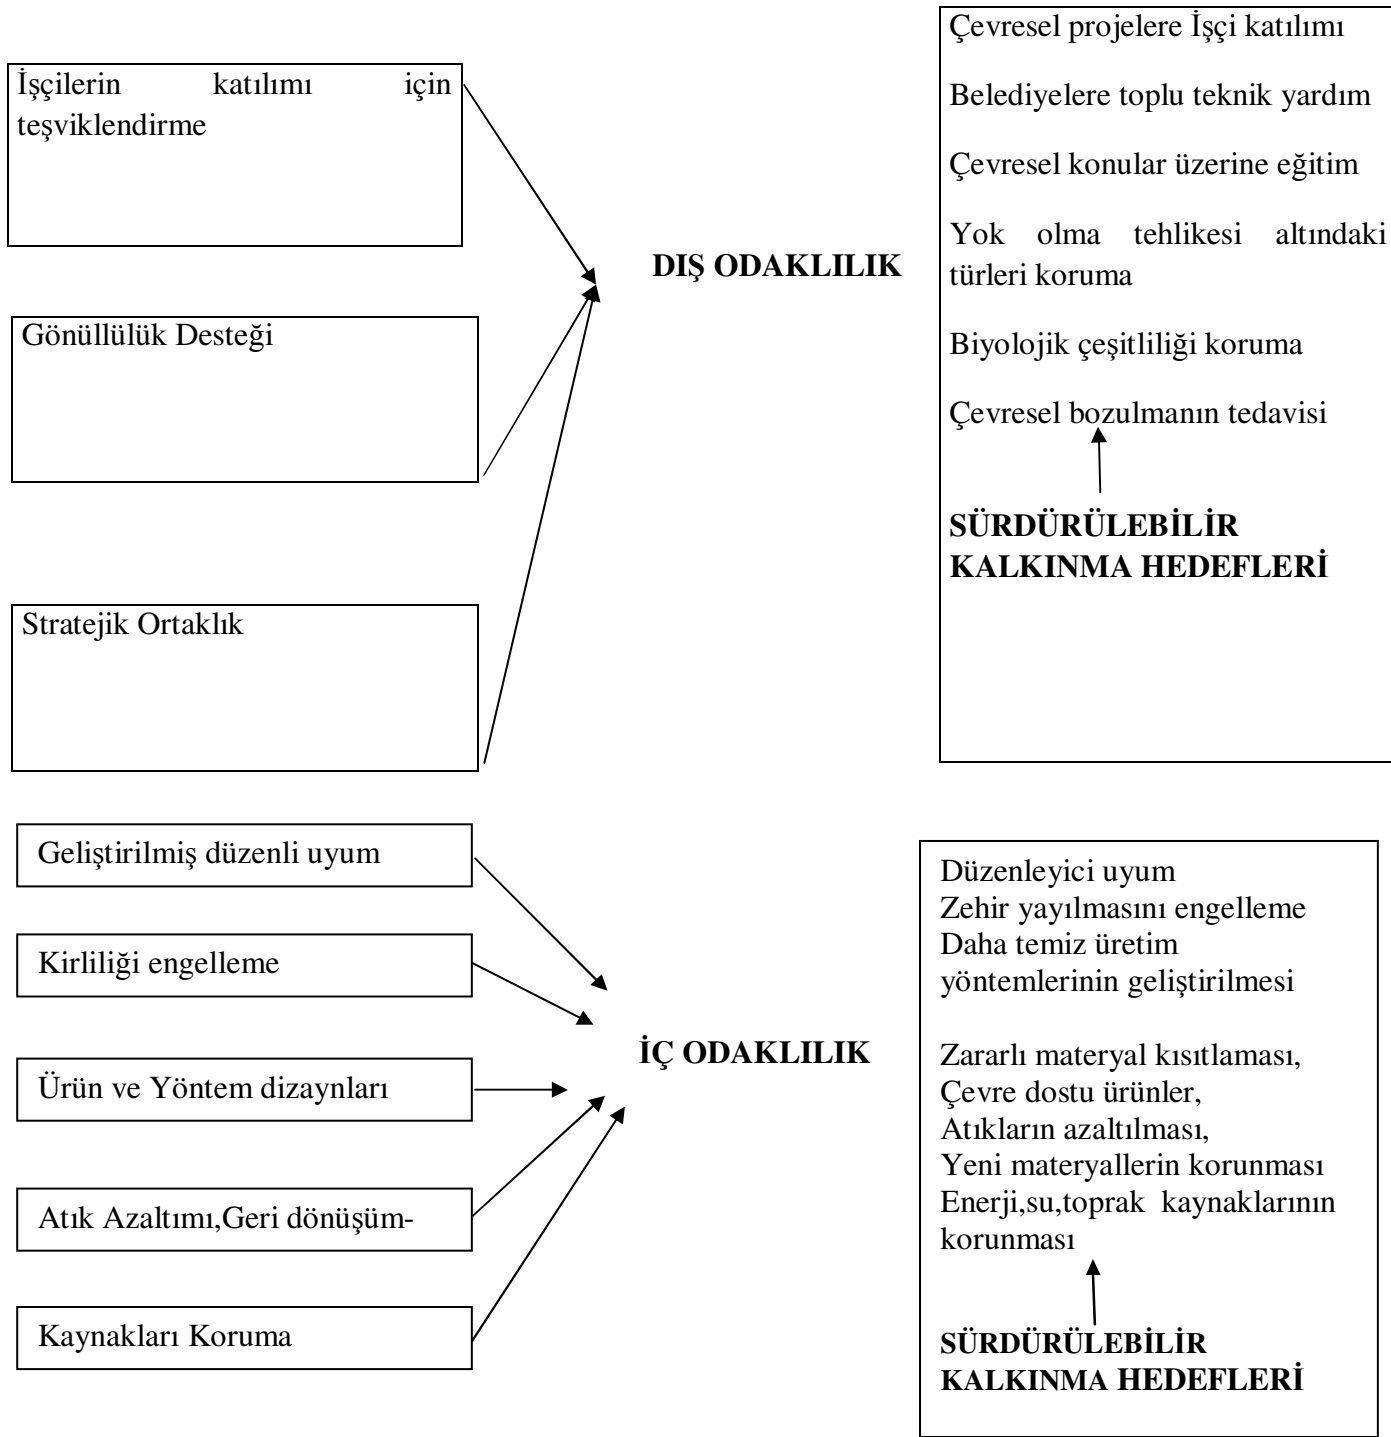 İşçilerin katılımı için
teşviklendirme
Gönüllülük Desteği
Stratejik Ortaklık
DIŞ ODAKLILIK
Çevresel projelere İşçi katılımı
Belediyelere toplu teknik yardım
Çevresel konular üzerine eğitim
Yok olma tehlikesi altındaki
türleri koruma
Biyolojik çeşitliliği koruma
Çevresel bozulmanın tedavisi
SÜRDÜRÜLEBİLİR
KALKINMA HEDEFLERİ
Geliştirilmiş düzenli uyum
Kirliliği engelleme
Ürün ve Yöntem dizaynları
Atık Azaltımı,Geri dönüşüm-
Kaynakları Koruma
İÇ ODAKLILIK
Düzenleyici uyum
Zehir yayılmasını engelleme
Daha temiz üretim
yöntemlerinin geliştirilmesi
Zararlı materyal kısıtlaması,
Çevre dostu ürünler,
Atıkların azaltılması,
Yeni materyallerin korunması
Enerji,su,toprak kaynaklarının
korunması
SÜRDÜRÜLEBİLİR
KALKINMA HEDEFLERİ